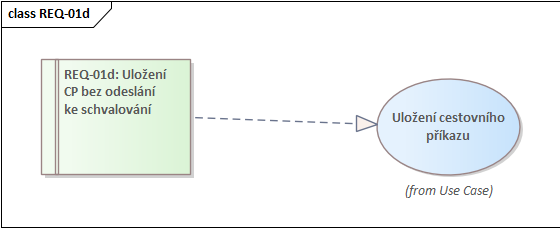 class REQ-01d
REQ-01d: Uložení
CP bez odeslání
ke schvalování
Uložení cestovního
příkazu
(from Use Case)